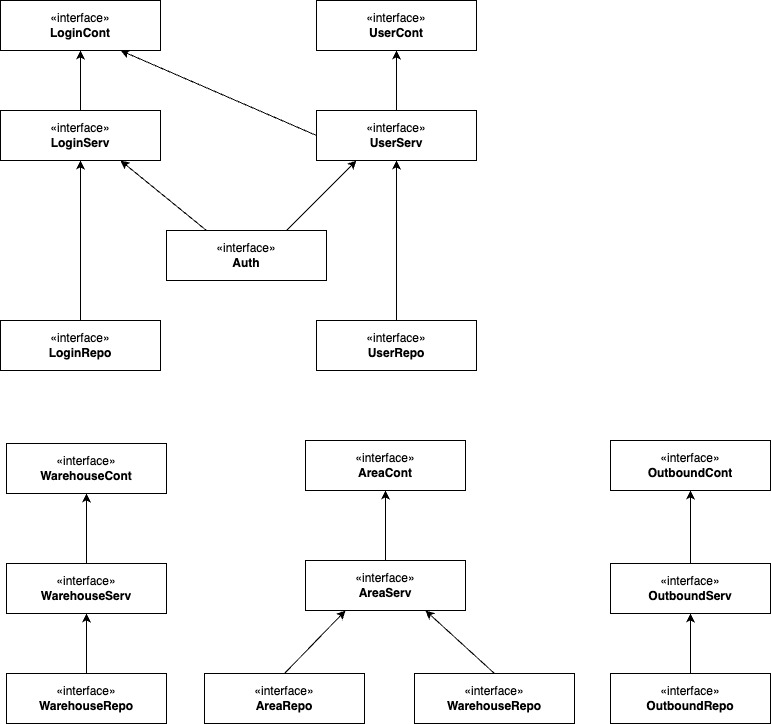 «interface»
LoginCont
«interface»
UserCont
«interface»
LoginServ
«interface»
UserServ
«interface»
Auth
«interface»
LoginRepo
«interface»
UserRepo
«interface»
WarehouseCont
«interface»
AreaCont
«interface»
OutboundCont
«interface»
WarehouseServ
«interface»
AreaServ
«interface»
OutboundServ
«interface»
WarehouseRepo
«interface»
AreaRepo
«interface»
WarehouseRepo
«interface»
OutboundRepo